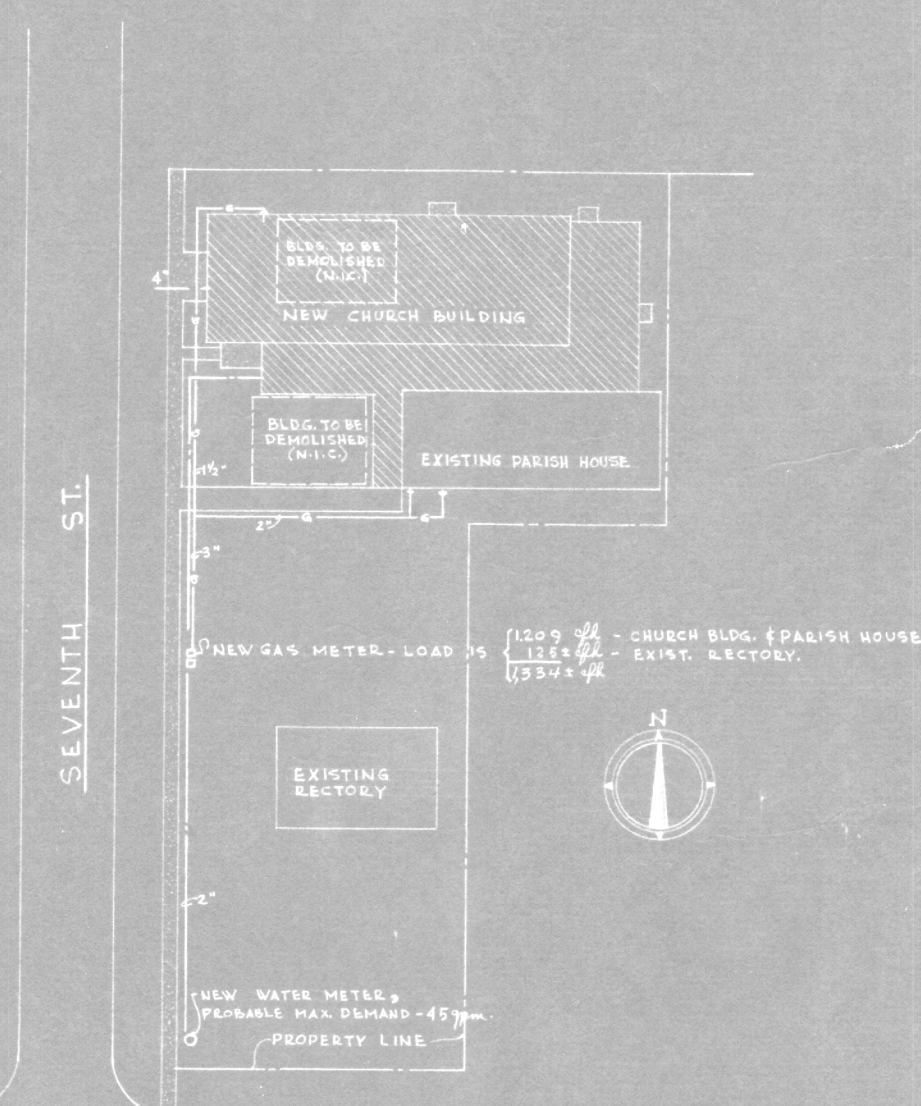 BLDG. TO BE
DEMOLISHED
(N.I.C.)
4"
NEW CHURCH BUILDING
BLDG. TO BE
DEMOLISHED
(N.I.C.)
EXISTING PARISH HOUSE
1½"
G
G
G
2"
3"
SEVENTH ST.
NEW GAS METER - LOAD IS
1,209 cfh - CHURCH BLDG. & PARISH HOUSE
125± cfh - EXIST. RECTORY.
1,334± cfh
N
EXISTING
RECTORY
2"
NEW WATER METER,
PROBABLE MAX. DEMAND - 45 gpm.
PROPERTY LINE